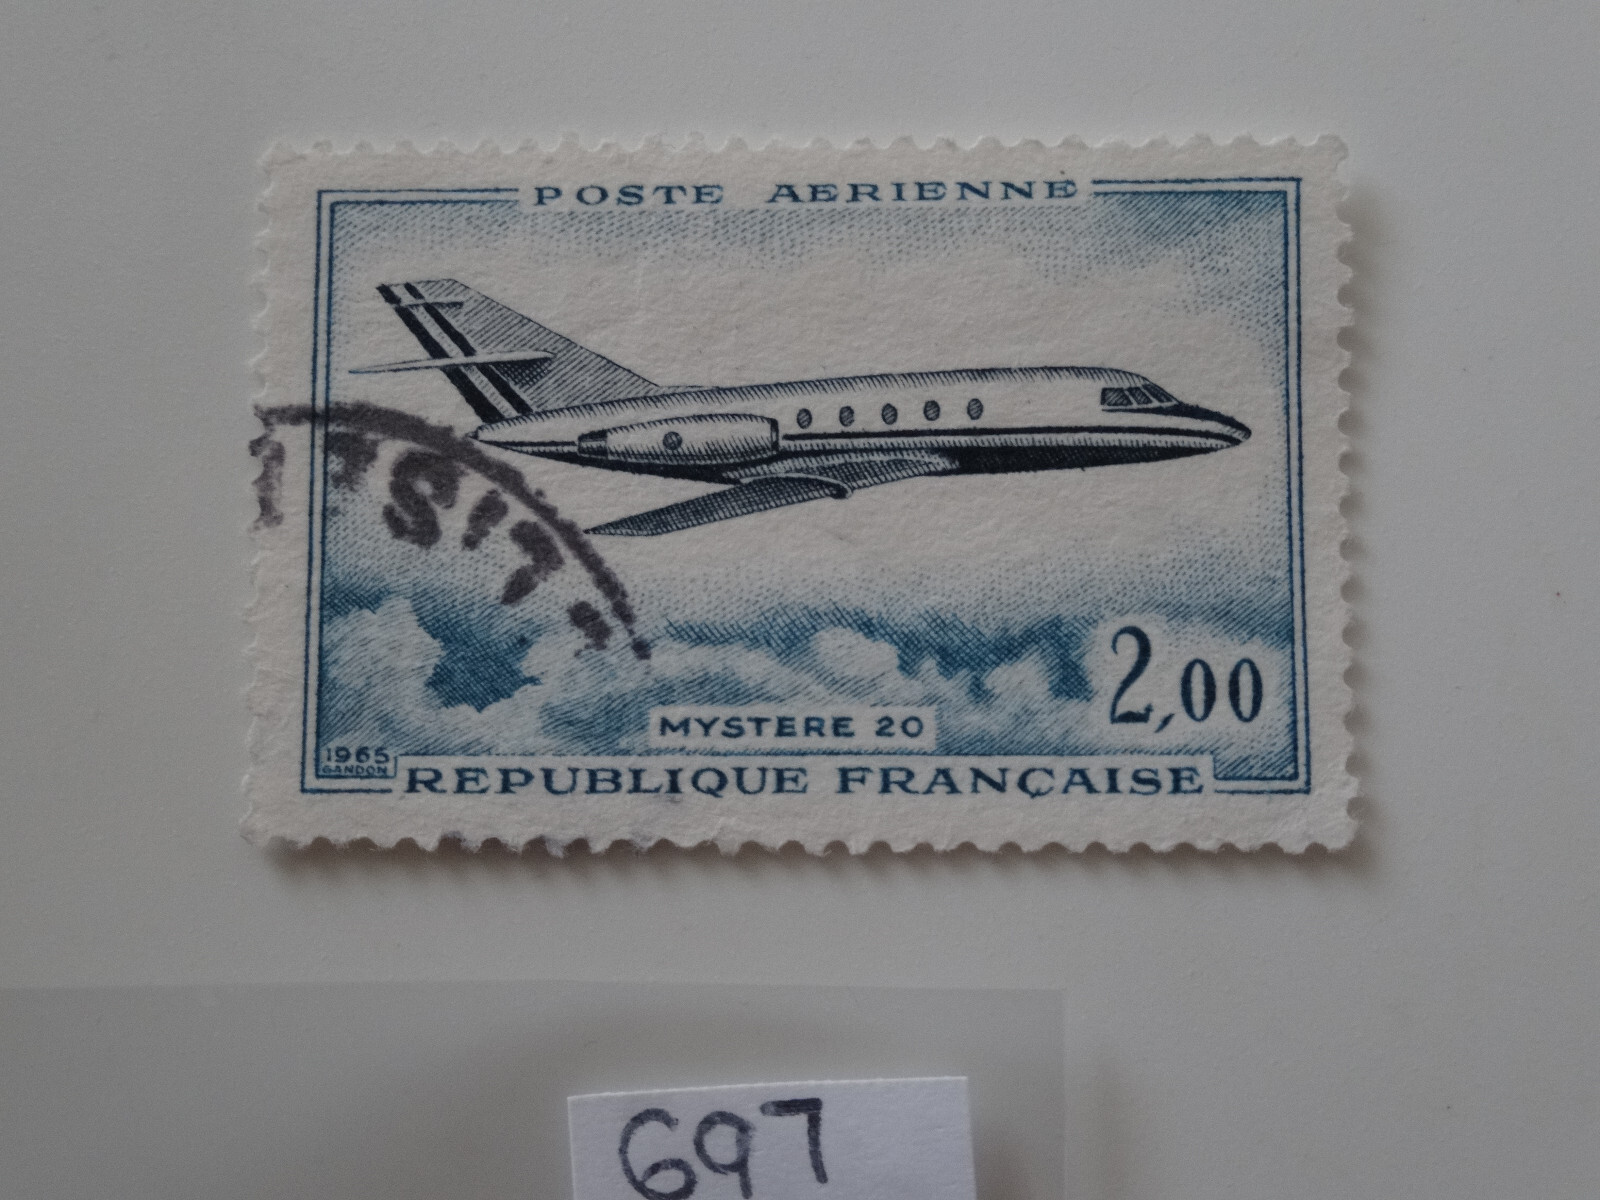 POSTE AERIENNE
MYSTERE 20
2,00
1965
GANDON
REPUBLIQUE FRANÇAISE
697